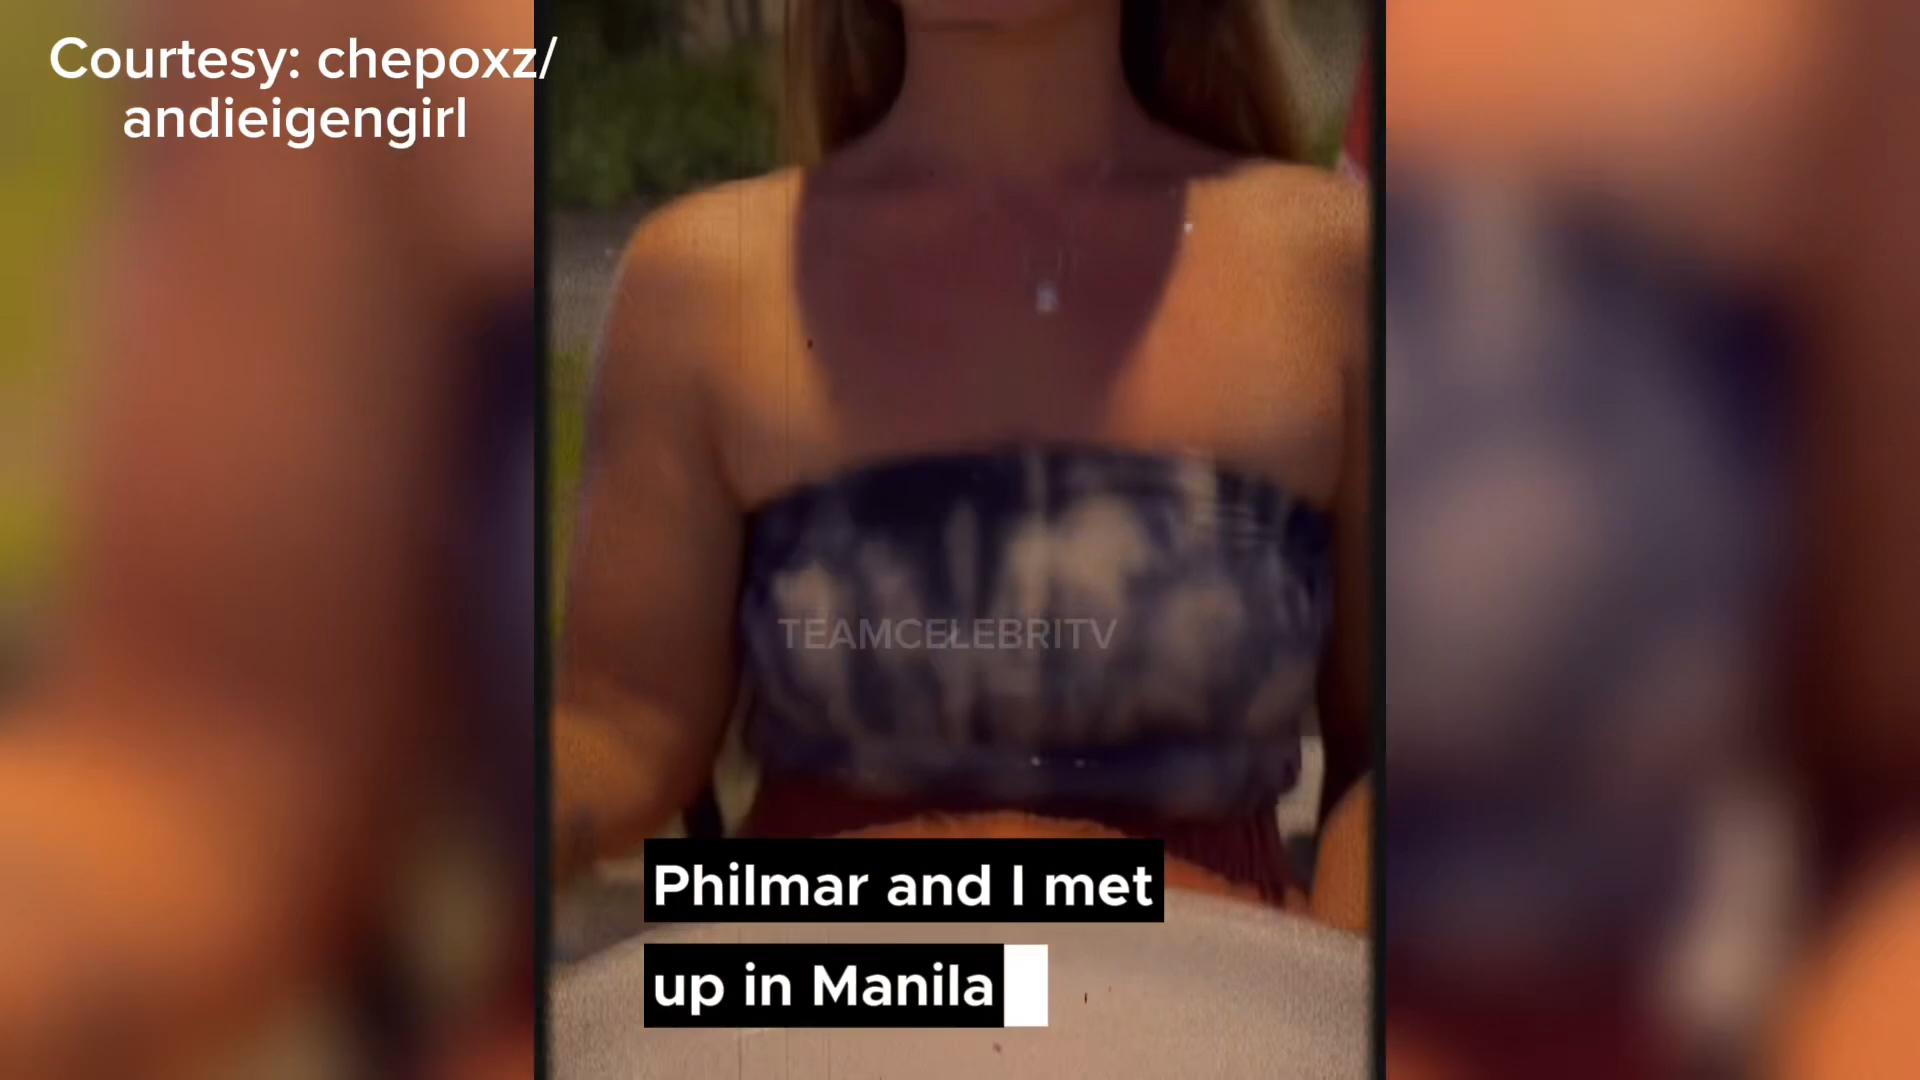 Courtesy: chepoxz/
andieigengirl
TEAMCELEBRITV
Philmar and I met
up in Manila